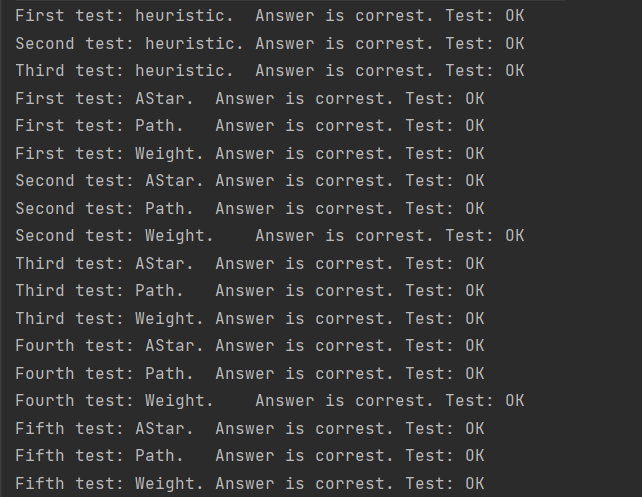 First test: heuristic.  Answer is correst. Test: OK
Second test: heuristic. Answer is correst. Test: OK
Third test: heuristic.  Answer is correst. Test: OK
First test: AStar.  Answer is correst. Test: OK
First test: Path.   Answer is correst. Test: OK
First test: Weight. Answer is correst. Test: OK
Second test: AStar. Answer is correst. Test: OK
Second test: Path.  Answer is correst. Test: OK
Second test: Weight.    Answer is correst. Test: OK
Third test: AStar.  Answer is correst. Test: OK
Third test: Path.   Answer is correst. Test: OK
Third test: Weight. Answer is correst. Test: OK
Fourth test: AStar. Answer is correst. Test: OK
Fourth test: Path.  Answer is correst. Test: OK
Fourth test: Weight.    Answer is correst. Test: OK
Fifth test: AStar.  Answer is correst. Test: OK
Fifth test: Path.   Answer is correst. Test: OK
Fifth test: Weight. Answer is correst. Test: OK